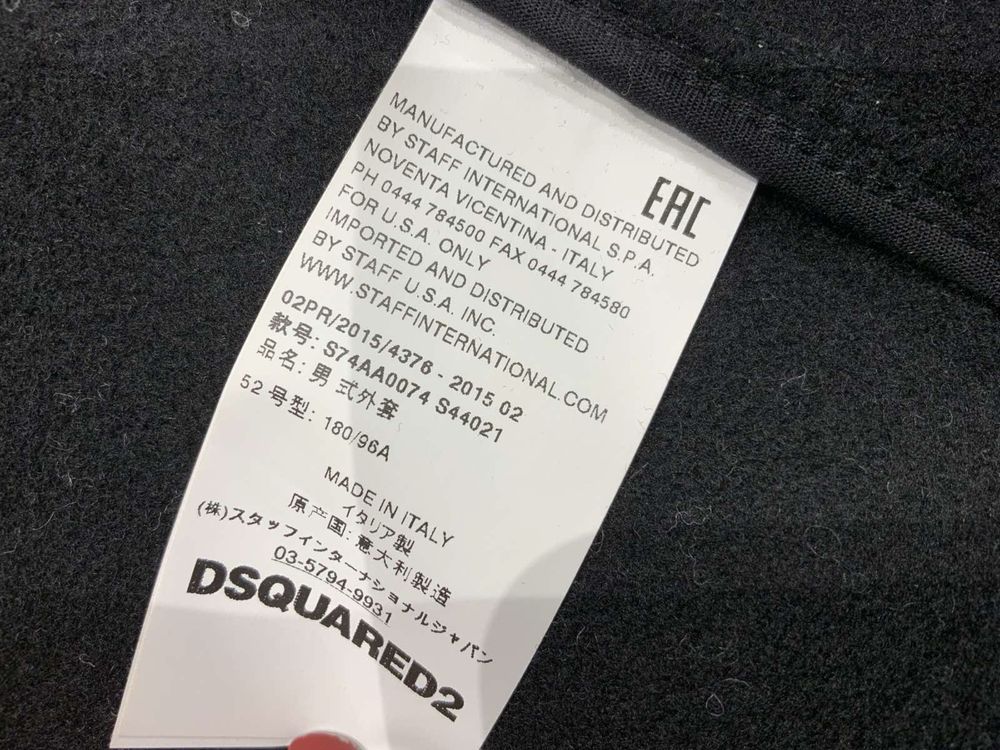 EAC
MANUFACTURED AND DISTRIBUTED
BY STAFF INTERNATIONAL S.P.A.
NOVENTA VICENTINA - ITALY
PH 0444 784500 FAX 0444 784580
FOR U.S.A. ONLY
IMPORTED AND DISTRIBUTED
BY STAFF U.S.A. INC.
WWW.STAFFINTERNATIONAL.COM
02PR/2015/4376 - 2015 02
款号: S74AA0074 S44021
品名: 男式外套
52 号型: 180/96A
MADE IN ITALY
イタリア製
原产国: 意大利製造
(株)スタッフインターナショナルジャパン
03-5794-9931
DSQUARED2